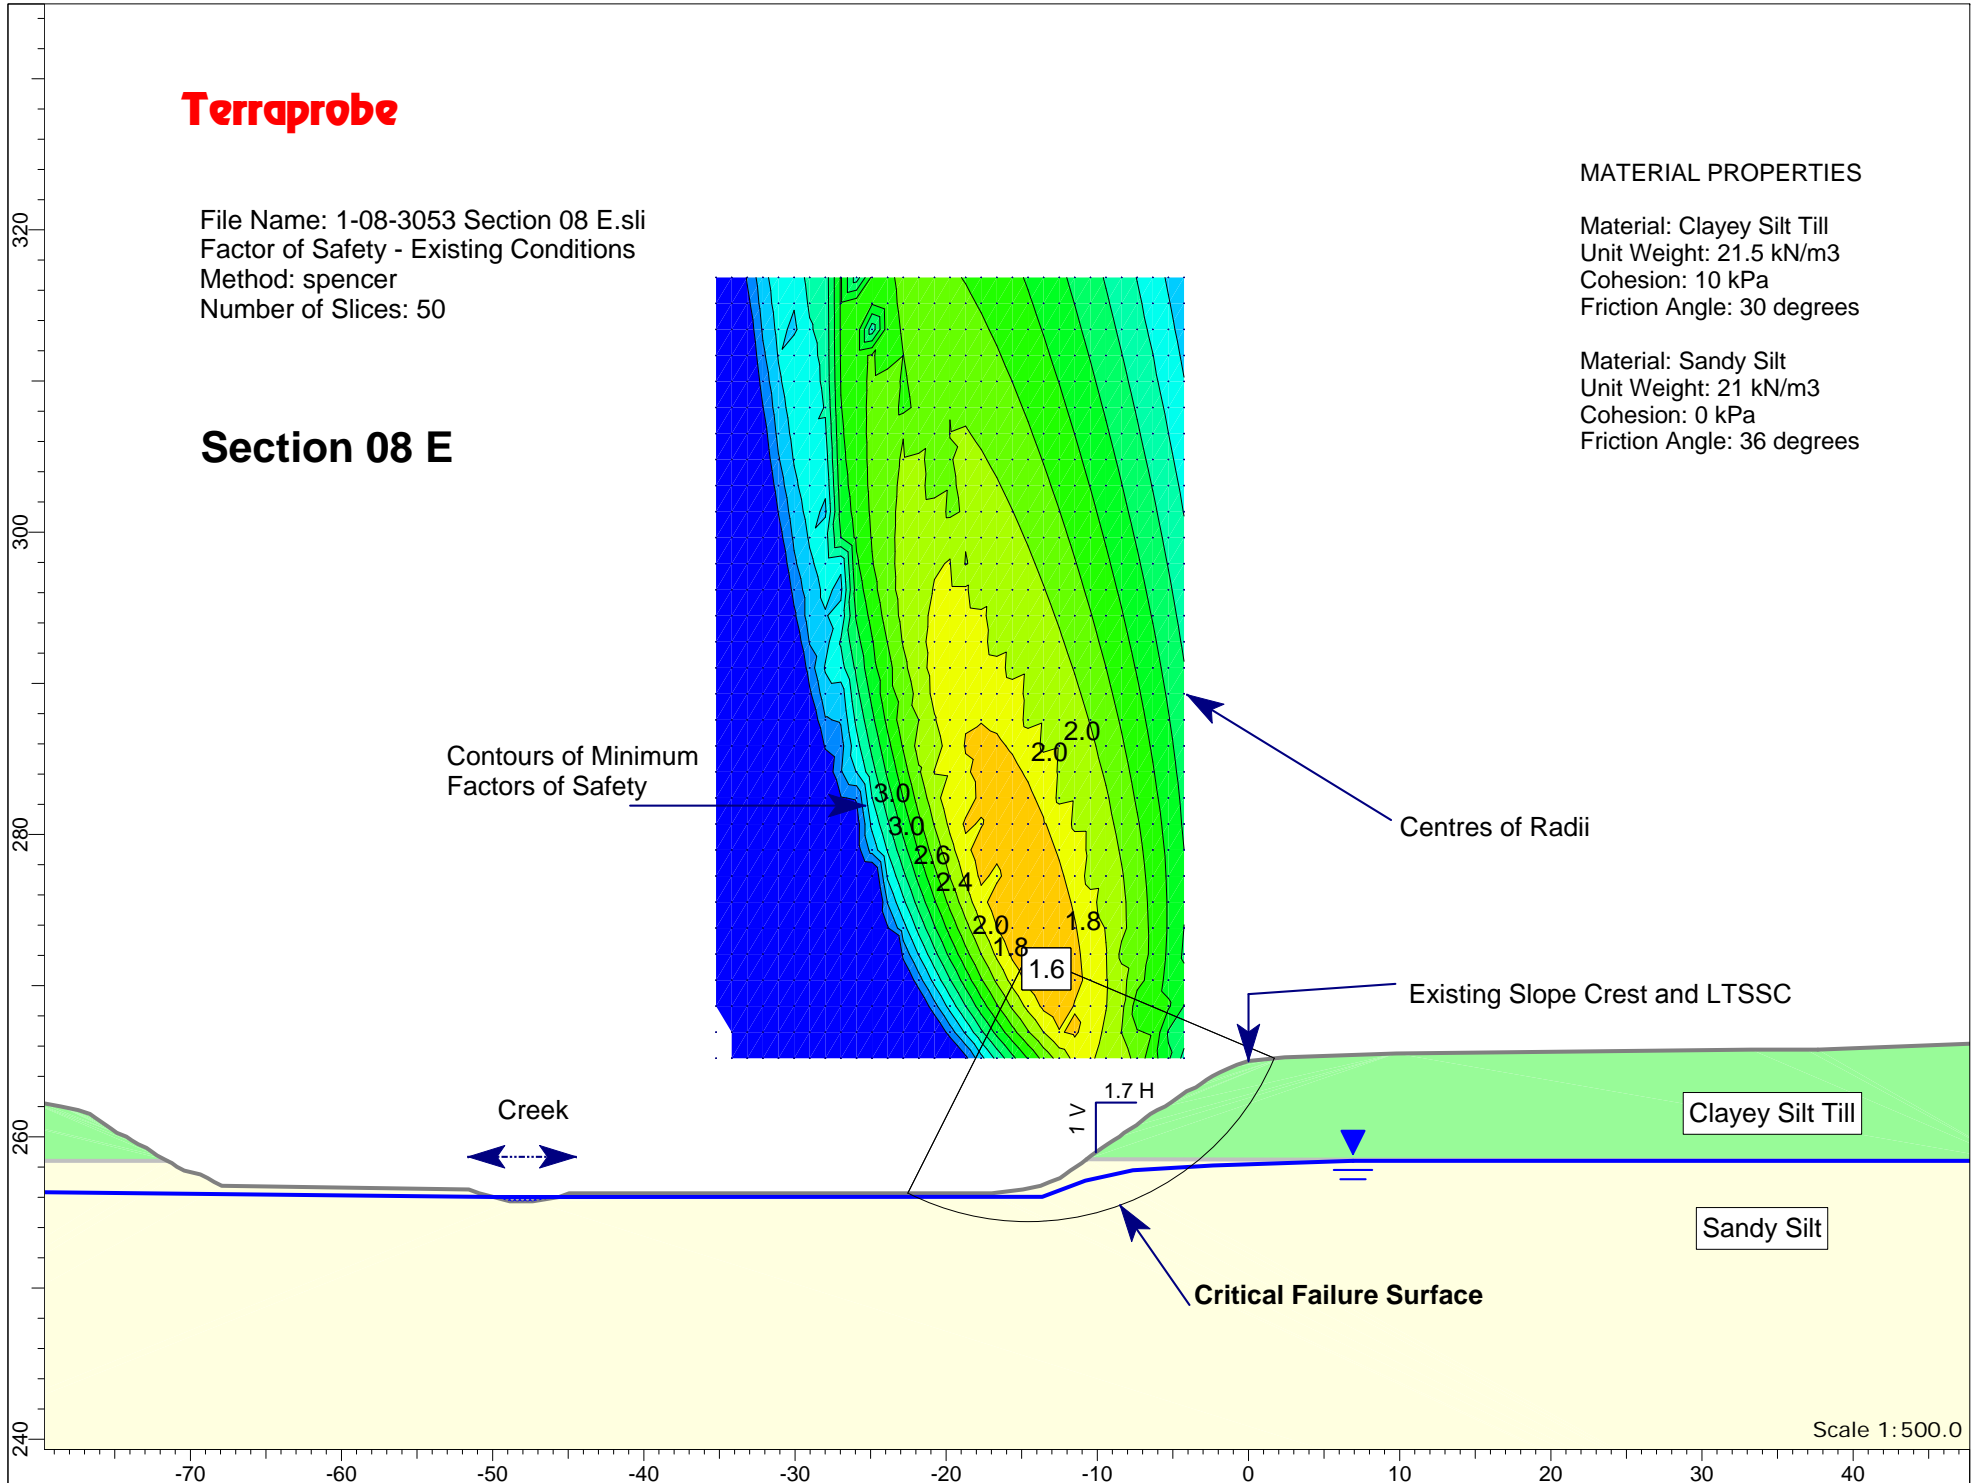 Terraprobe
File Name: 1-08-3053 Section 08 E.sli
Factor of Safety - Existing Conditions
Method: spencer
Number of Slices: 50
Section 08 E
MATERIAL PROPERTIES
Material: Clayey Silt Till
Unit Weight: 21.5 kN/m3
Cohesion: 10 kPa
Friction Angle: 30 degrees
Material: Sandy Silt
Unit Weight: 21 kN/m3
Cohesion: 0 kPa
Friction Angle: 36 degrees
Contours of Minimum
Factors of Safety
Centres of Radii
2.0
2.0
3.0
3.0
2.6
2.4
2.0
1.8
1.8
1.6
Existing Slope Crest and LTSSC
Creek
1.7 H
1 V
Clayey Silt Till
Sandy Silt
Critical Failure Surface
Scale 1:500.0
320
300
280
260
240
-70
-60
-50
-40
-30
-20
-10
0
10
20
30
40